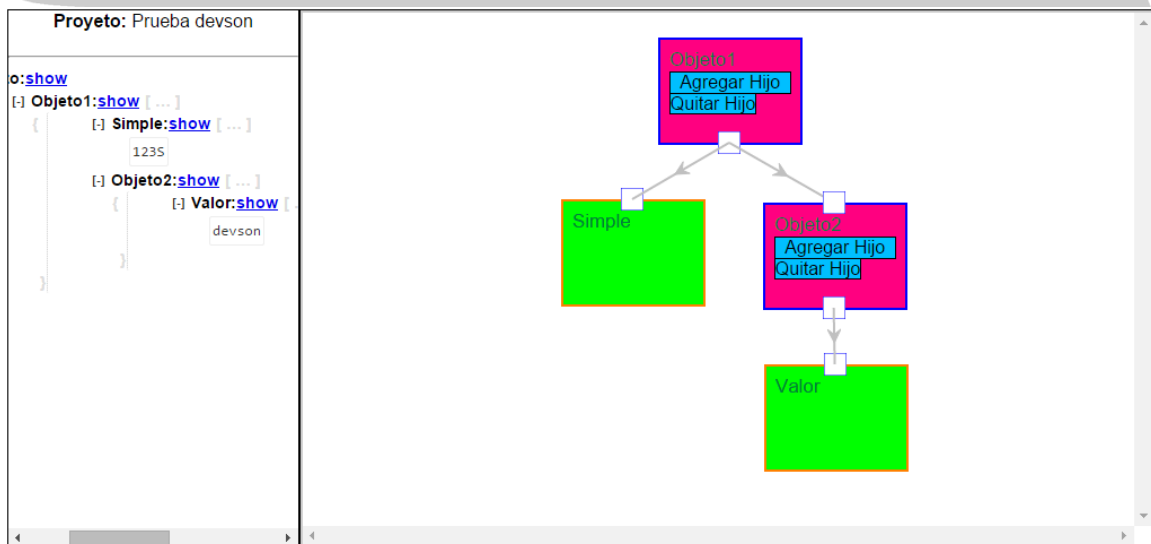 Proyeto: Prueba devson
o:show
[-] Objeto1:show [ ... ]
{ [-] Simple:show [ ... ]
123S
[-] Objeto2:show [ ... ]
{ [-] Valor:show [ .
devson
}
}
Objeto1
Agregar Hijo
Quitar Hijo
Simple
Objeto2
Agregar Hijo
Quitar Hijo
Valor